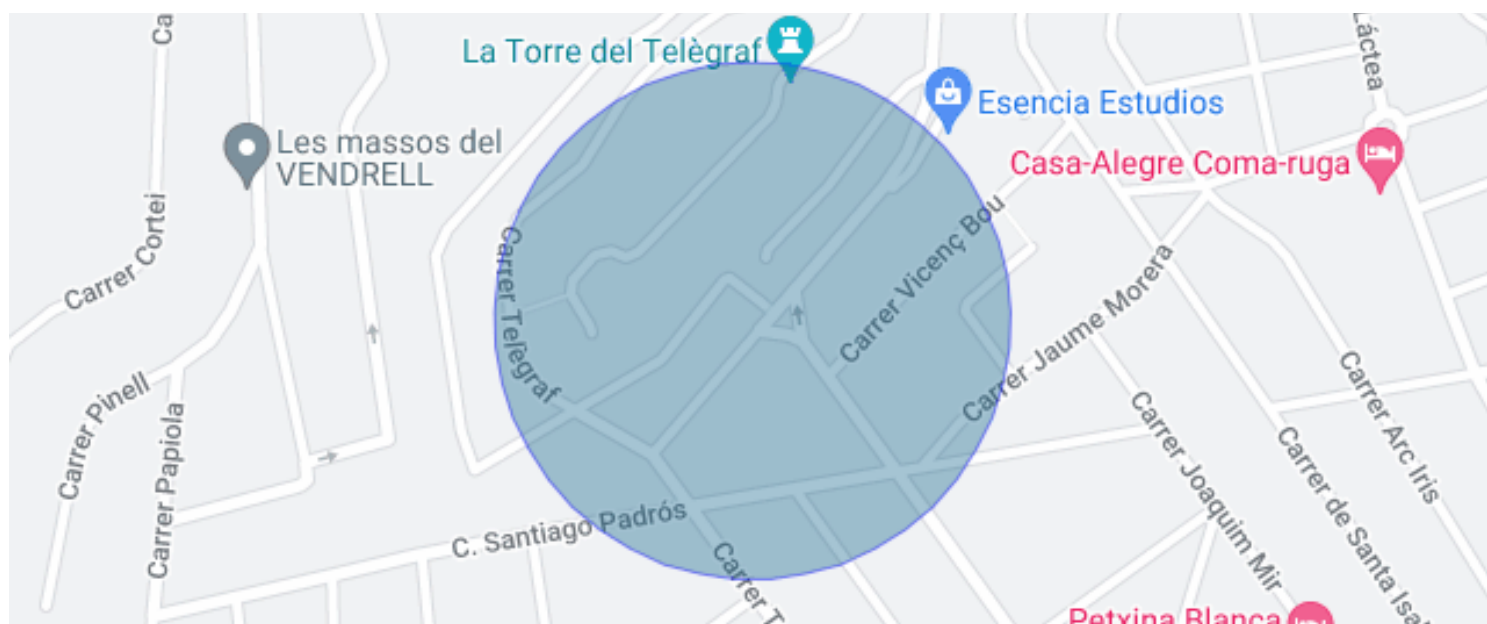 La Torre del Telègraf
Esencia Estudios
Les massos del
VENDRELL
Casa-Alegre Coma-ruga
Láctea
Carrer Cortei
Carrer Telègraf
Carrer Vicenç Bou
Carrer Jaume Morera
Carrer Pinell
Carrer Papiola
C. Santiago Padrós
Carrer T
Carrer Joaquim Mir
Carrer Arc Iris
Carrer de Santa Isa
Petxina Blanca
Ca